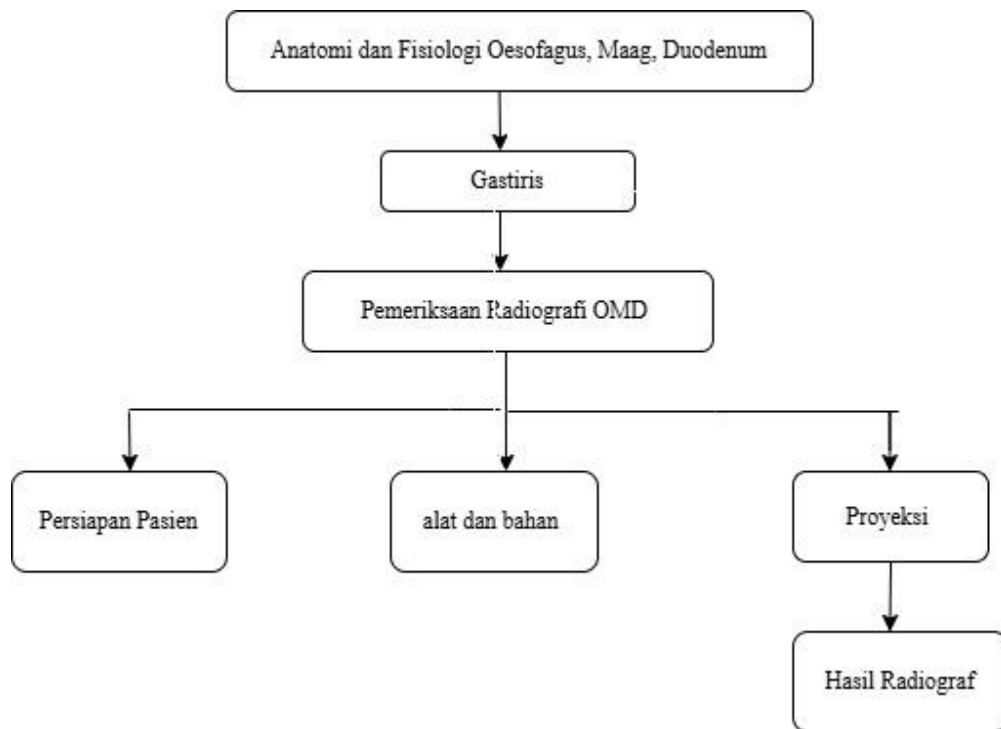 Anatomi dan Fisiologi Oesofagus, Maag, Duodenum
Gastiris
Pemeriksaan Radiografi OMD
Persiapan Pasien
alat dan bahan
Proyeksi
Hasil Radiograf